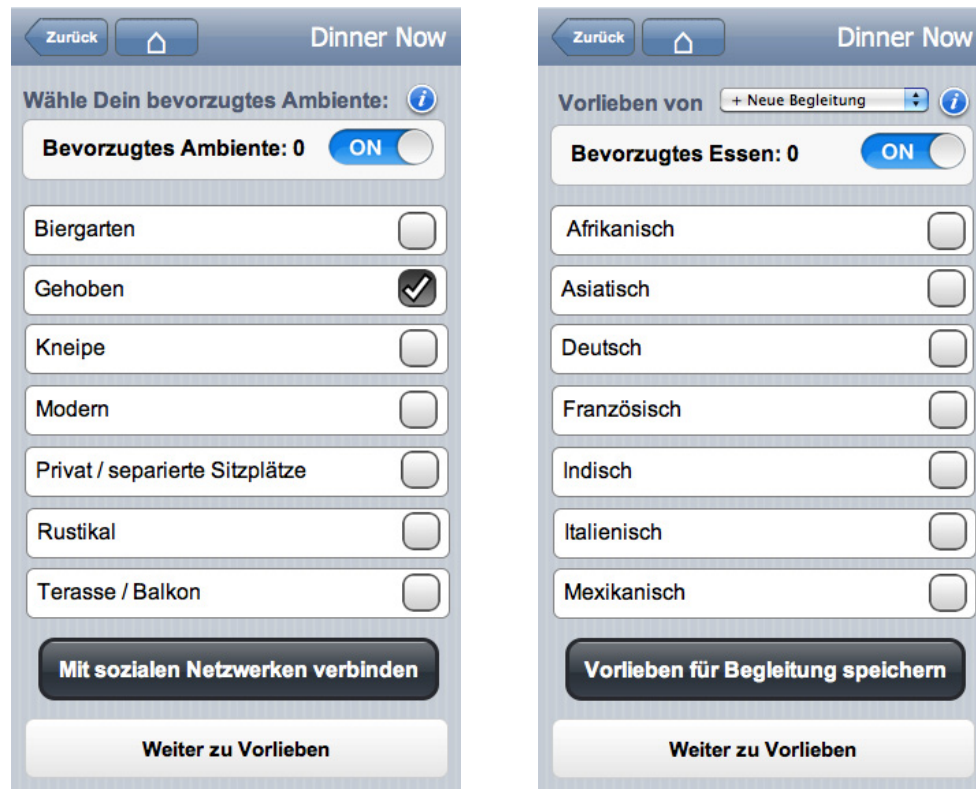 Zurück
Dinner Now
Wähle Dein bevorzugtes Ambiente:
Bevorzugtes Ambiente: 0 ON
Biergarten
Gehoben
Kneipe
Modern
Privat / separierte Sitzplätze
Rustikal
Terasse / Balkon
Mit sozialen Netzwerken verbinden
Weiter zu Vorlieben
Zurück
Dinner Now
Vorlieben von + Neue Begleitung
Bevorzugtes Essen: 0 ON
Afrikanisch
Asiatisch
Deutsch
Französisch
Indisch
Italienisch
Mexikanisch
Vorlieben für Begleitung speichern
Weiter zu Vorlieben